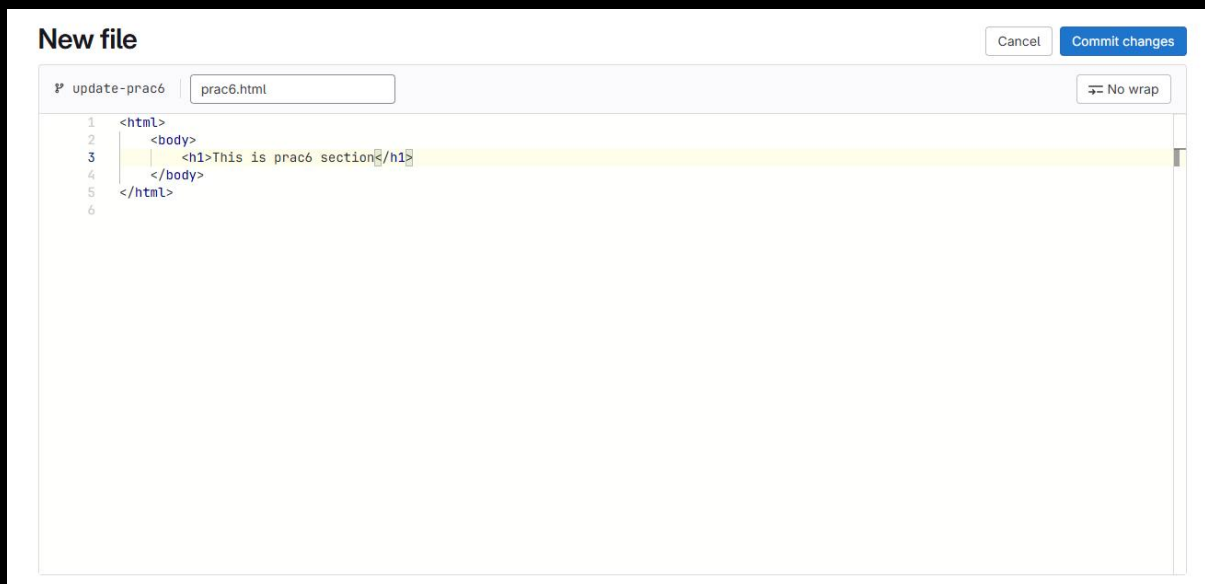 New file
Cancel
Commit changes
update-prac6
prac6.html
No wrap
1 <html>
2     <body>
3         <h1>This is prac6 section</h1>
4     </body>
5 </html>
6